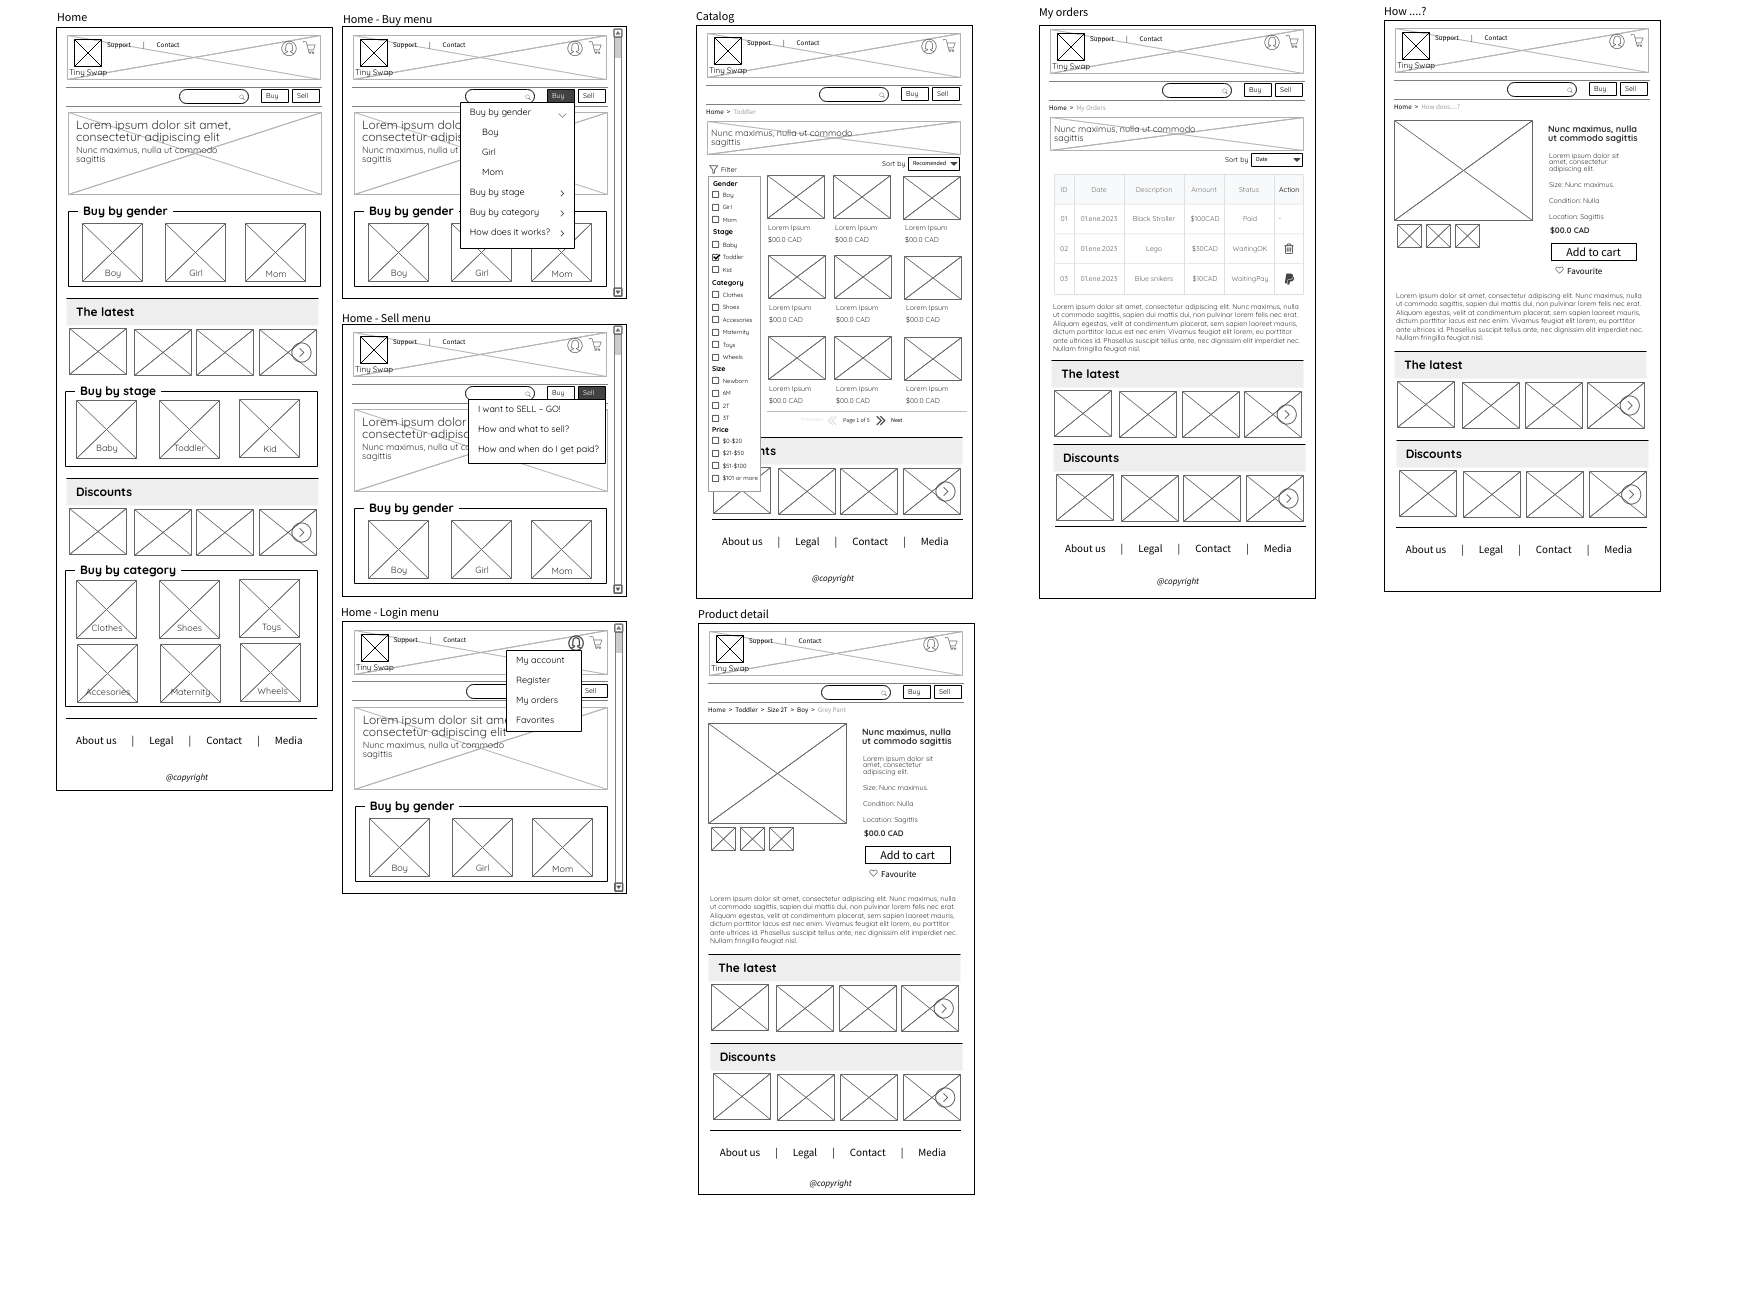 Home
Support | Contact
Tiny Swap
Buy Sell
Lorem ipsum dolor sit amet,
consectetur adipiscing elit
Nunc maximus, nulla ut commodo
sagittis
Buy by gender
Boy Girl Mom
The latest
Buy by stage
Baby Toddler Kid
Discounts
Buy by category
Clothes Shoes Toys
Accesories Maternity Wheels
About us | Legal | Contact | Media
@copyright
Home - Buy menu
Support | Contact
Tiny Swap
Buy Sell
Lorem ipsum dolo
consectetur adipis
Nunc maximus, nulla ut
sagittis
Buy by gender
Boy
Girl
Mom
Buy by stage
Buy by category
How does it works?
Buy by gender
Boy Girl Mom
Home - Sell menu
Support | Contact
Tiny Swap
Buy Sell
Lorem ipsum dolor
consectetur adipisc
Nunc maximus, nulla ut co
sagittis
I want to SELL – GO!
How and what to sell?
How and when do I get paid?
Buy by gender
Boy Girl Mom
Home - Login menu
Support | Contact
Tiny Swap
Sell
My account
Register
My orders
Favorites
Lorem ipsum dolor sit am
consectetur adipiscing elit
Nunc maximus, nulla ut commodo
sagittis
Buy by gender
Boy Girl Mom
Catalog
Support | Contact
Tiny Swap
Buy Sell
Home > Toddler
Nunc maximus, nulla ut commodo
sagittis
Sort by Recomended
Filter
Gender
Boy
Girl
Mom
Stage
Baby
Toddler
Kid
Category
Clothes
Shoes
Accesories
Maternity
Toys
Wheels
Size
Newborn
6M
2T
3T
Price
$0-$20
$21-$50
$51-$100
$101 or more
Lorem Ipsum Lorem Ipsum Lorem Ipsum
$00.0 CAD $00.0 CAD $00.0 CAD
Lorem Ipsum Lorem Ipsum Lorem Ipsum
$00.0 CAD $00.0 CAD $00.0 CAD
Lorem Ipsum Lorem Ipsum Lorem Ipsum
$00.0 CAD $00.0 CAD $00.0 CAD
Previous Page 1 of 5 Next
nts
About us | Legal | Contact | Media
@copyright
Product detail
Support | Contact
Tiny Swap
Buy Sell
Home > Toddler > Size 2T > Boy > Grey Pant
Nunc maximus, nulla
ut commodo sagittis
Lorem ipsum dolor sit
amet, consectetur
adipiscing elit.
Size: Nunc maximus.
Condition: Nulla
Location: Sagittis
$00.0 CAD
Add to cart
Favourite
Lorem ipsum dolor sit amet, consectetur adipiscing elit. Nunc maximus, nulla
ut commodo sagittis, sapien dui mattis dui, non pulvinar lorem felis nec erat.
Aliquam egestas, velit at condimentum placerat, sem sapien laoreet mauris,
dictum porttitor lacus est nec enim. Vivamus feugiat elit lorem, eu porttitor
ante ultrices id. Phasellus suscipit tellus ante, nec dignissim elit imperdiet nec.
Nullam fringilla feugiat nisl.
The latest
Discounts
About us | Legal | Contact | Media
@copyright
My orders
Support | Contact
Tiny Swap
Buy Sell
Home > My Orders
Nunc maximus, nulla ut commodo
sagittis
Sort by Date
ID Date Description Amount Status Action
01 01.ene.2023 Black Stroller $100CAD Paid -
02 01.ene.2023 Lego $30CAD WaitingOK
03 01.ene.2023 Blue snikers $10CAD WaitingPay
Lorem ipsum dolor sit amet, consectetur adipiscing elit. Nunc maximus, nulla
ut commodo sagittis, sapien dui mattis dui, non pulvinar lorem felis nec erat.
Aliquam egestas, velit at condimentum placerat, sem sapien laoreet mauris,
dictum porttitor lacus est nec enim. Vivamus feugiat elit lorem, eu porttitor
ante ultrices id. Phasellus suscipit tellus ante, nec dignissim elit imperdiet nec.
Nullam fringilla feugiat nisl.
The latest
Discounts
About us | Legal | Contact | Media
@copyright
How ....?
Support | Contact
Tiny Swap
Buy Sell
Home > How does....?
Nunc maximus, nulla
ut commodo sagittis
Lorem ipsum dolor sit
amet, consectetur
adipiscing elit.
Size: Nunc maximus.
Condition: Nulla
Location: Sagittis
$00.0 CAD
Add to cart
Favourite
Lorem ipsum dolor sit amet, consectetur adipiscing elit. Nunc maximus, nulla
ut commodo sagittis, sapien dui mattis dui, non pulvinar lorem felis nec erat.
Aliquam egestas, velit at condimentum placerat, sem sapien laoreet mauris,
dictum porttitor lacus est nec enim. Vivamus feugiat elit lorem, eu porttitor
ante ultrices id. Phasellus suscipit tellus ante, nec dignissim elit imperdiet nec.
Nullam fringilla feugiat nisl.
The latest
Discounts
About us | Legal | Contact | Media